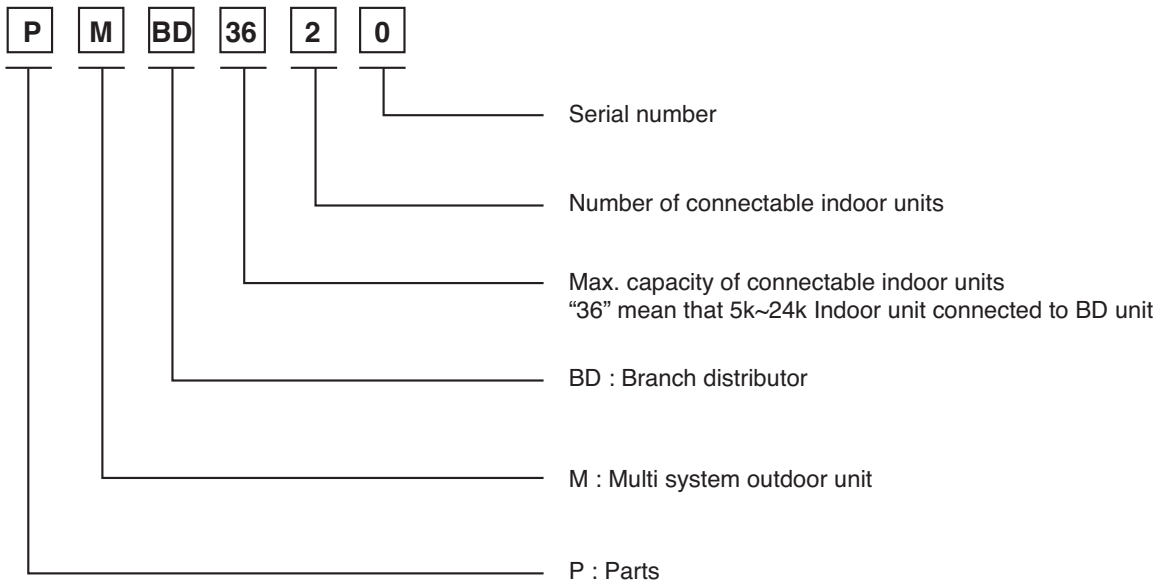 P M BD 36 2 0
Serial number
Number of connectable indoor units
Max. capacity of connectable indoor units
“36” mean that 5k~24k Indoor unit connected to BD unit
BD : Branch distributor
M : Multi system outdoor unit
P : Parts